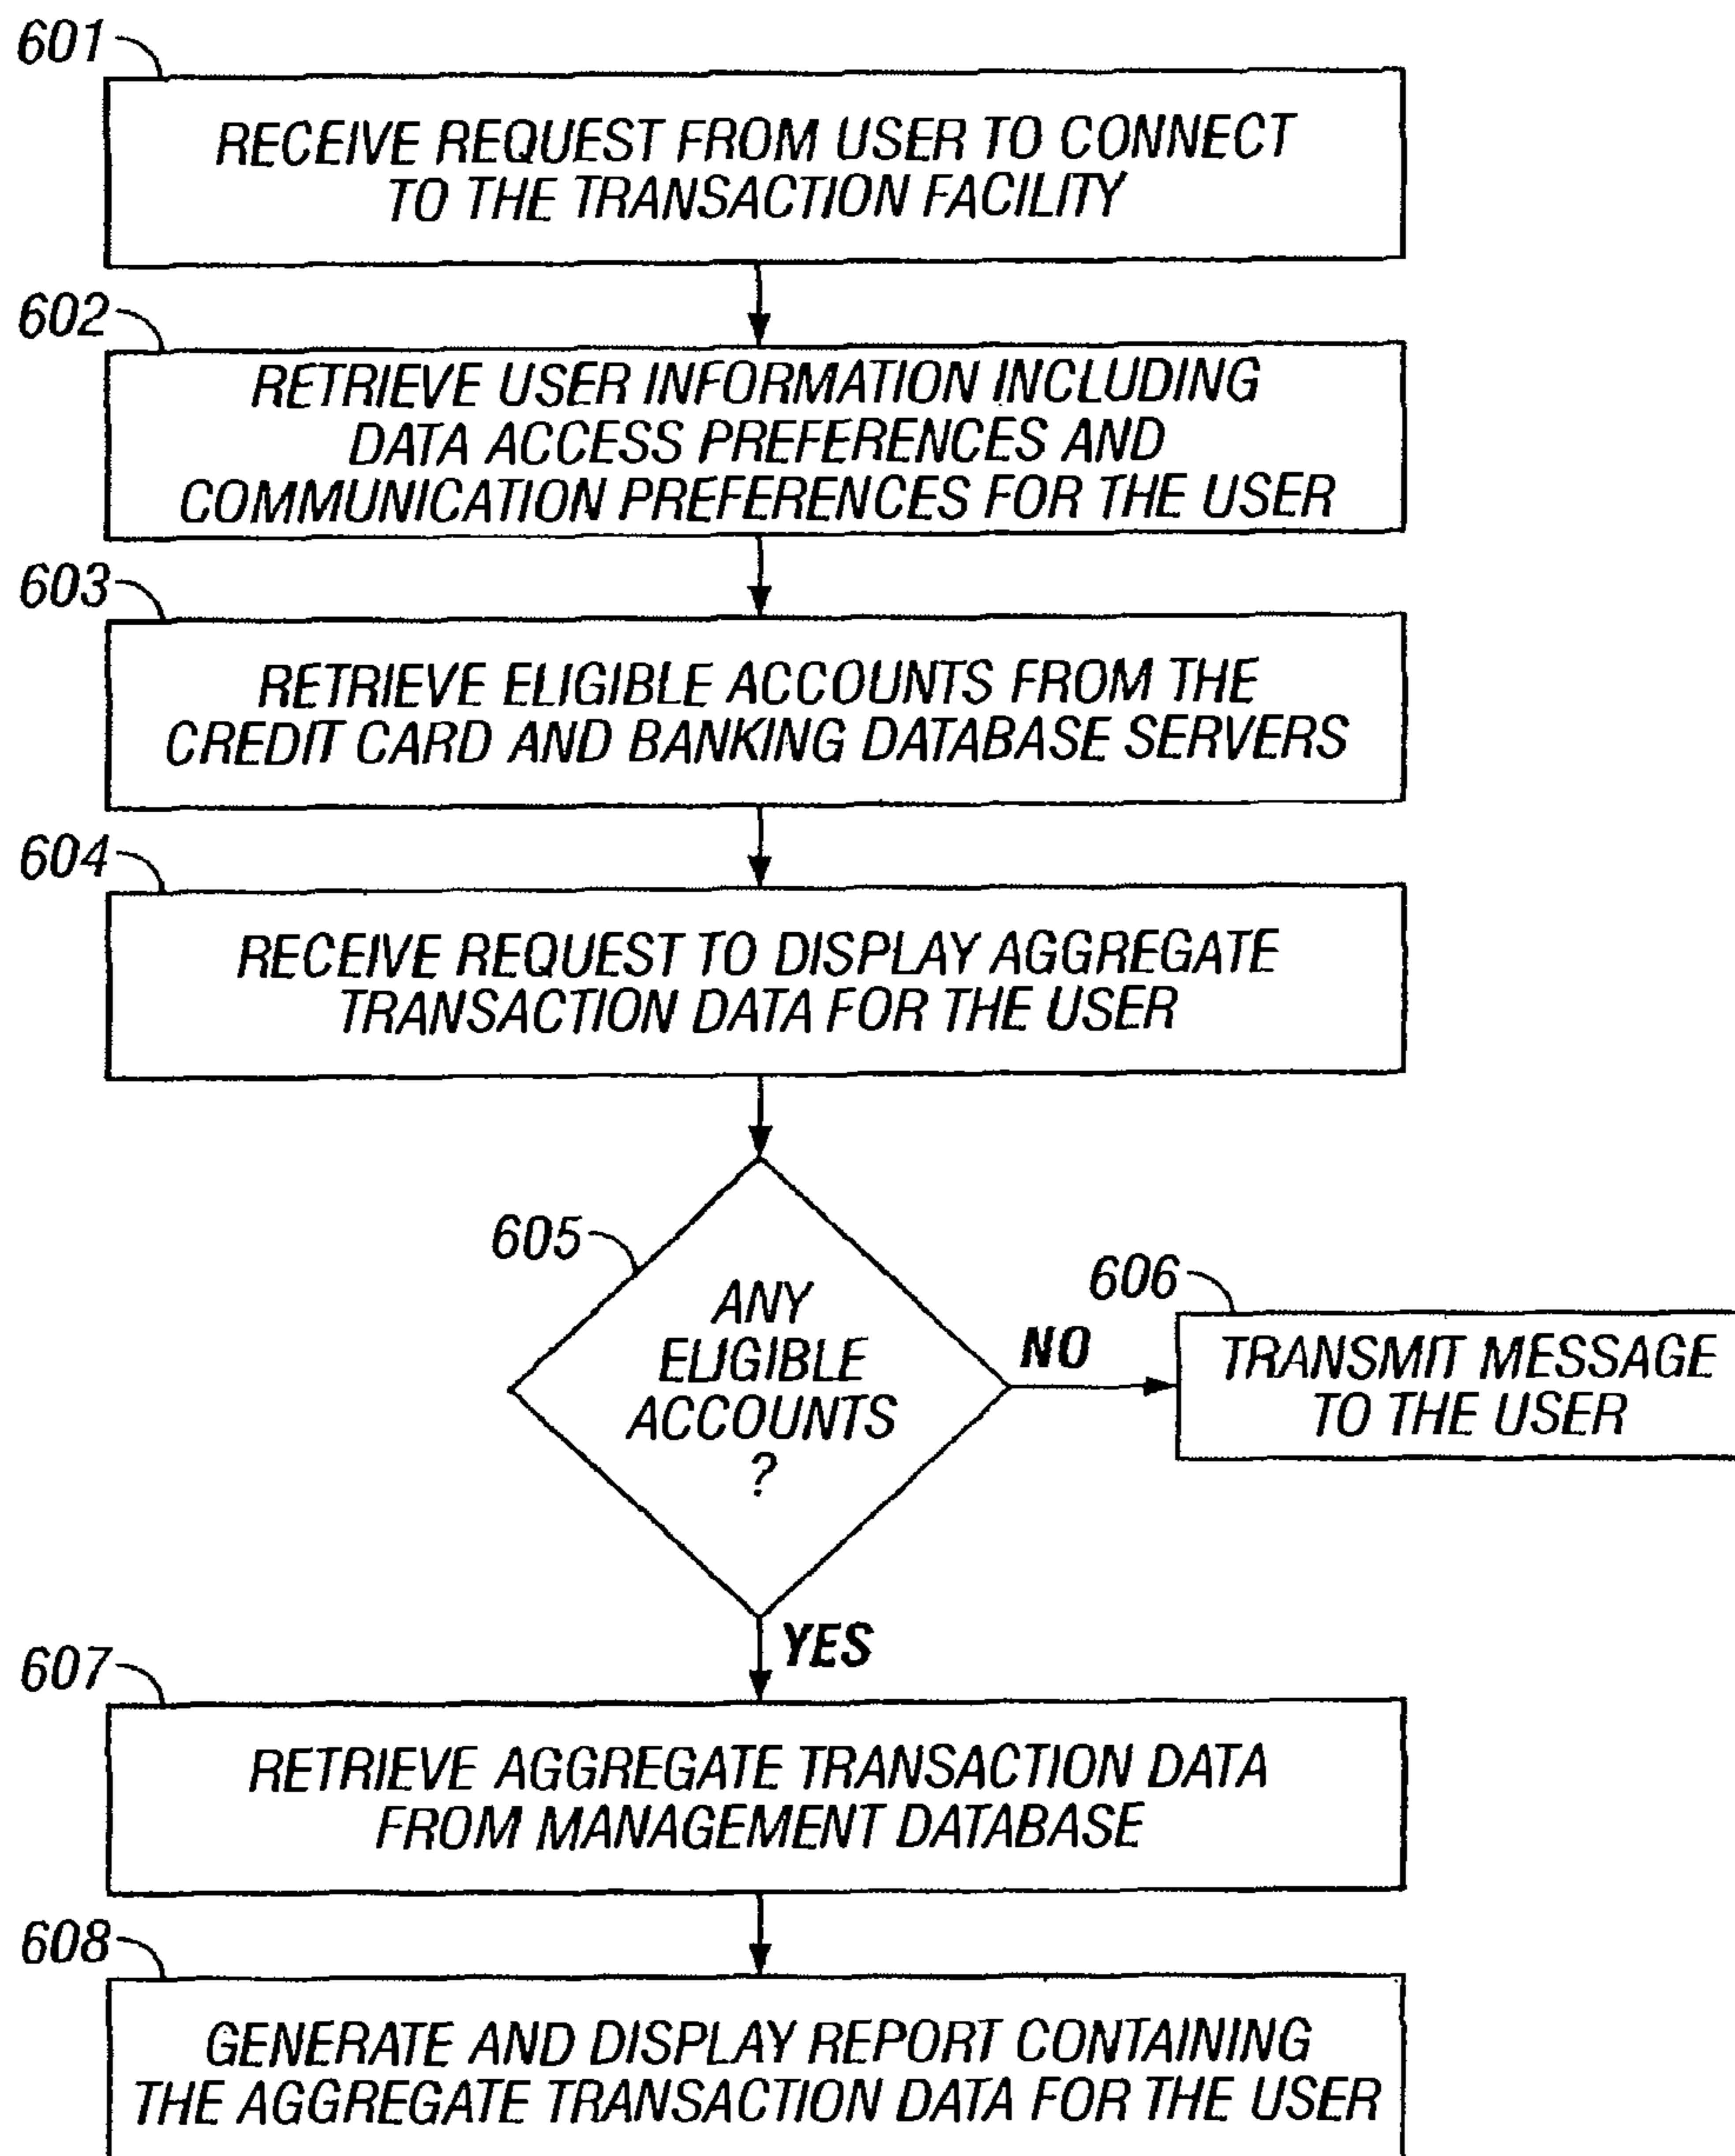 601
RECEIVE REQUEST FROM USER TO CONNECT
TO THE TRANSACTION FACILITY
602
RETRIEVE USER INFORMATION INCLUDING
DATA ACCESS PREFERENCES AND
COMMUNICATION PREFERENCES FOR THE USER
603
RETRIEVE ELIGIBLE ACCOUNTS FROM THE
CREDIT CARD AND BANKING DATABASE SERVERS
604
RECEIVE REQUEST TO DISPLAY AGGREGATE
TRANSACTION DATA FOR THE USER
605
ANY
ELIGIBLE
ACCOUNTS
?
NO
606
TRANSMIT MESSAGE
TO THE USER
YES
607
RETRIEVE AGGREGATE TRANSACTION DATA
FROM MANAGEMENT DATABASE
608
GENERATE AND DISPLAY REPORT CONTAINING
THE AGGREGATE TRANSACTION DATA FOR THE USER